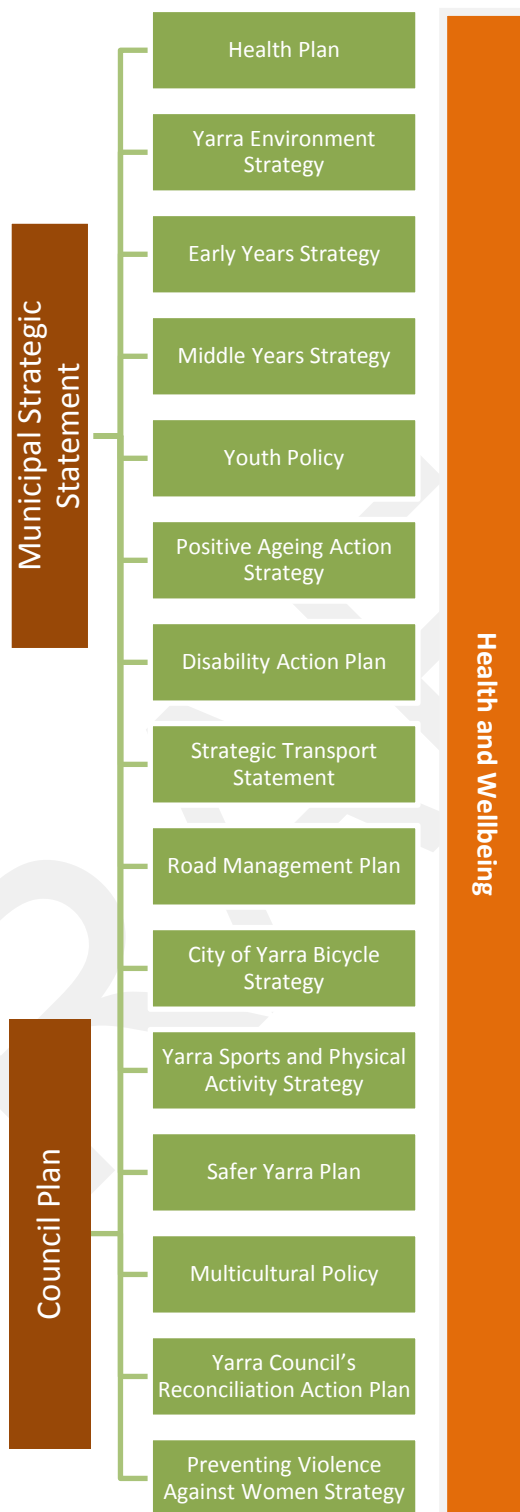 Municipal Strategic
Statement
Council Plan
Health Plan
Yarra Environment
Strategy
Early Years Strategy
Middle Years Strategy
Youth Policy
Positive Ageing Action
Strategy
Disability Action Plan
Strategic Transport
Statement
Road Management Plan
City of Yarra Bicycle
Strategy
Yarra Sports and Physical
Activity Strategy
Safer Yarra Plan
Multicultural Policy
Yarra Council’s
Reconciliation Action Plan
Preventing Violence
Against Women Strategy
Health and Wellbeing